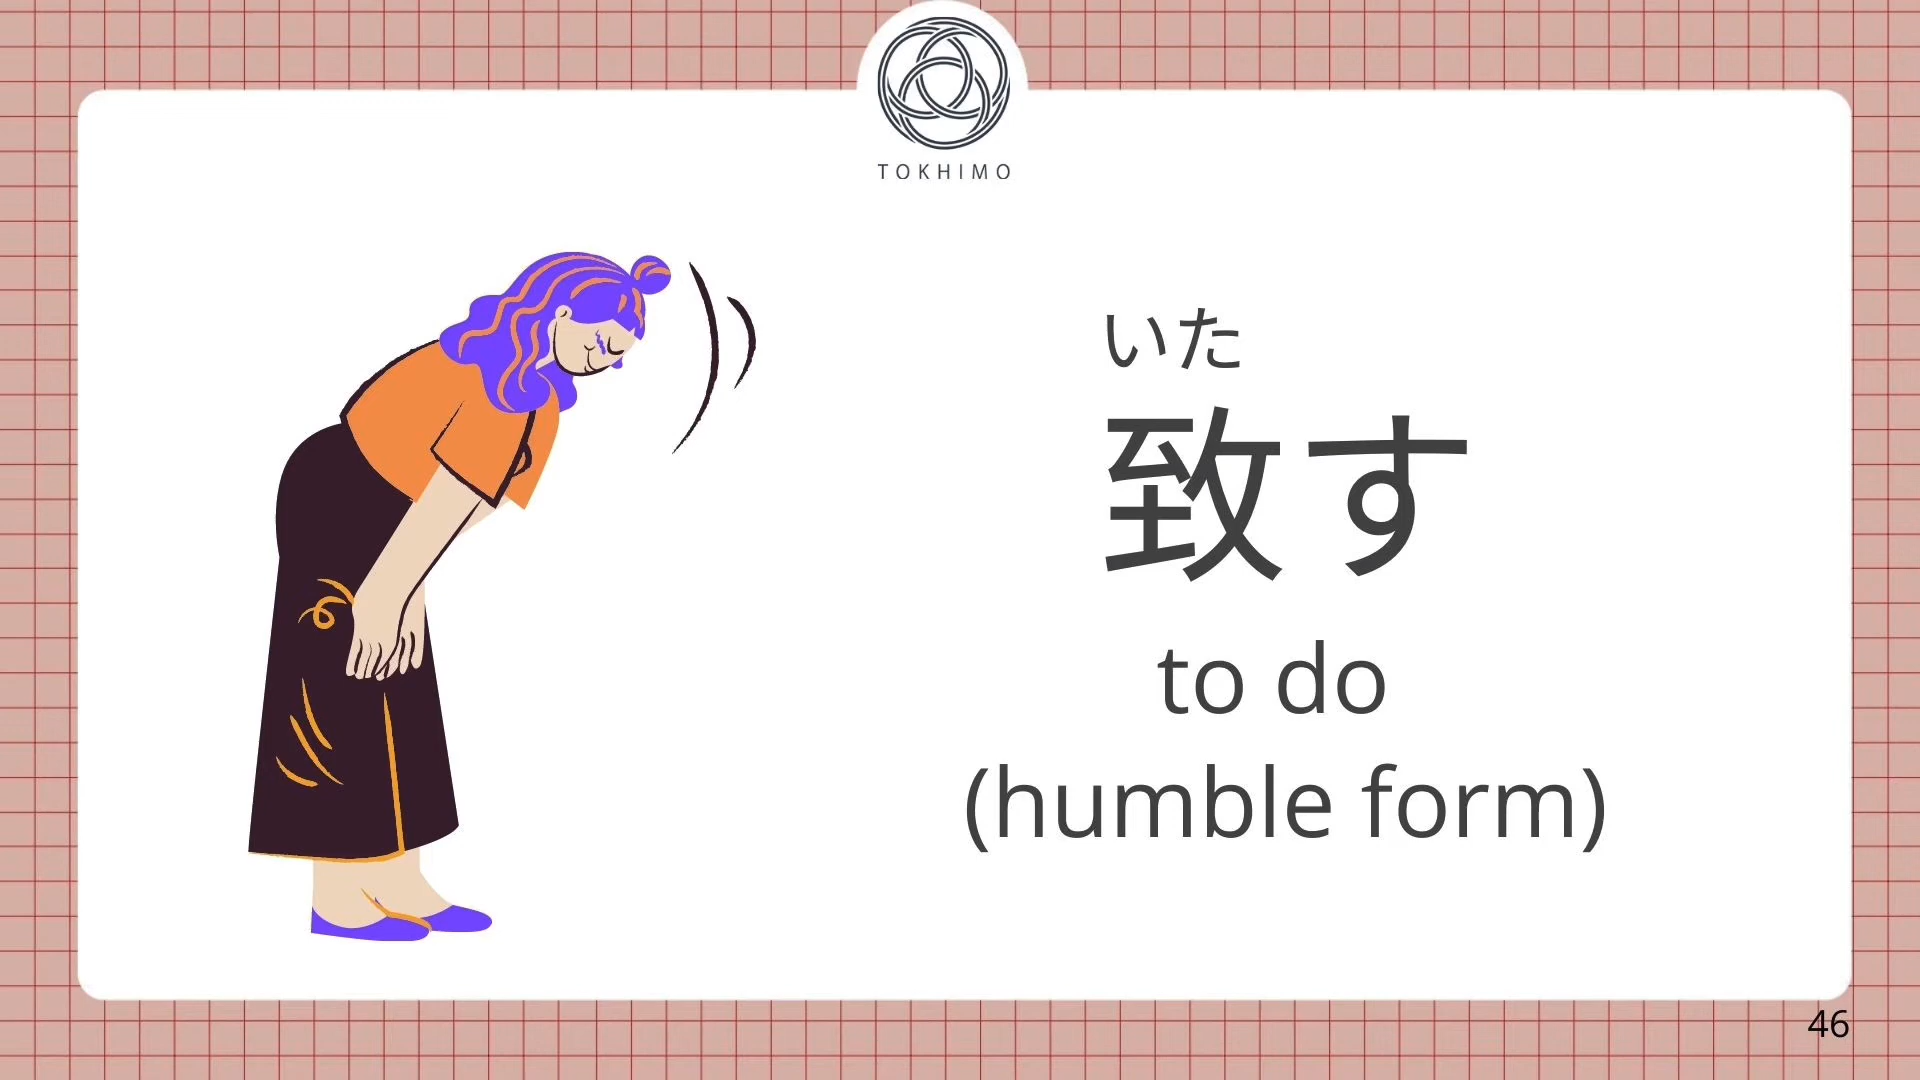 TOKHIMO
いた
致す
to do
(humble form)
46